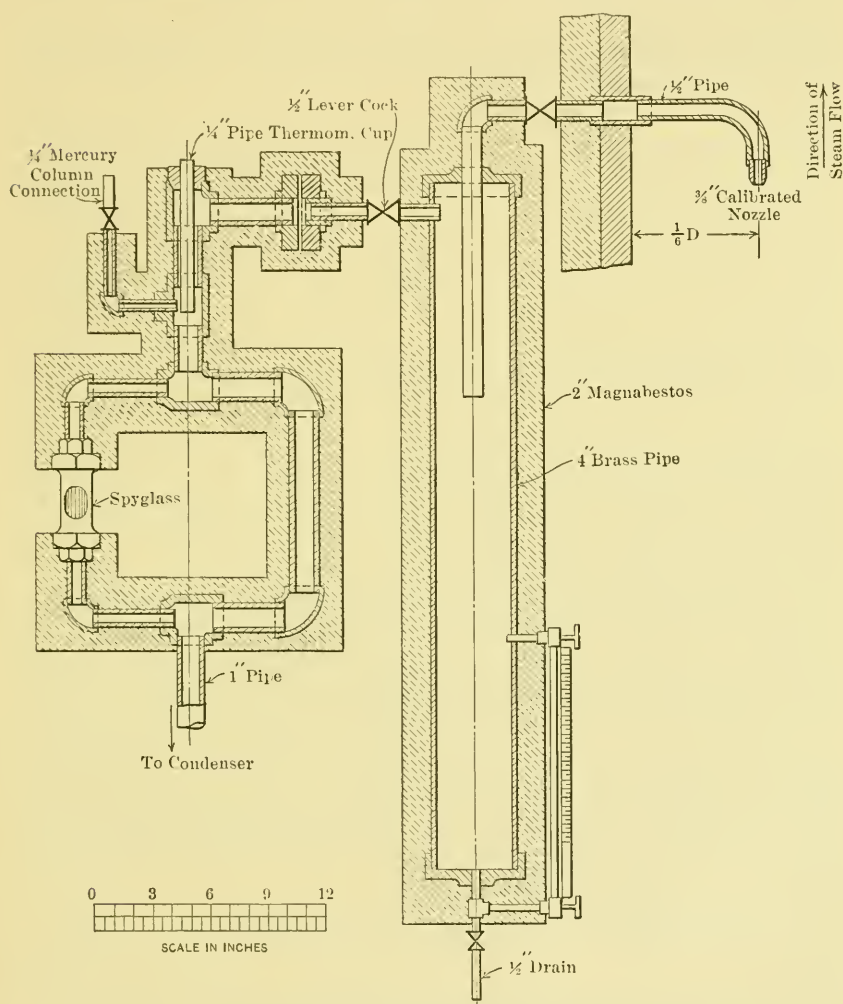 ½″ Lever Cock
¼″ Pipe Thermom. Cup
¼″ Mercury
Column Connection
½″ Pipe
Direction of
Steam Flow
⅜″ Calibrated
Nozzle
⅙ D
2″ Magnabestos
4″ Brass Pipe
Spyglass
1″ Pipe
To Condenser
0 3 6 9 12
SCALE IN INCHES
½″ Drain